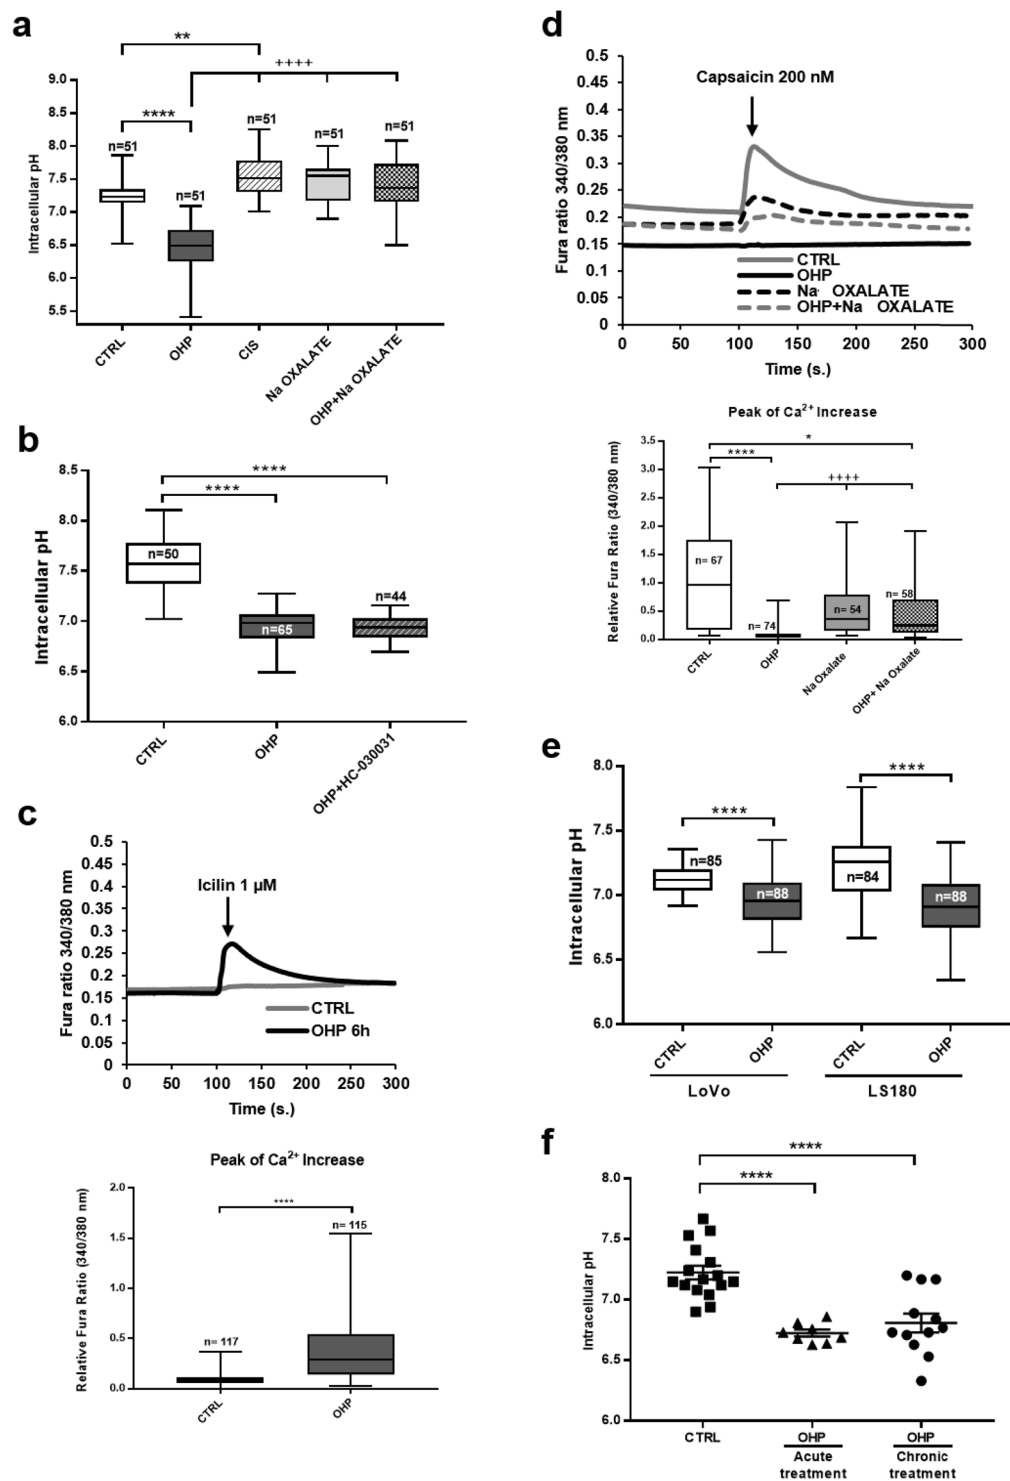 a
**
++++
****
n=51
n=51
n=51
n=51
n=51
Intracellular pH
9.0
8.5
8.0
7.5
7.0
6.5
6.0
5.5
CTRL
OHP
CIS
Na OXALATE
OHP+Na OXALATE
b
****
****
Intracellular pH
8.5
8.0
7.5
7.0
6.5
6.0
n=50
n=65
n=44
CTRL
OHP
OHP+HC-030031
c
Fura ratio 340/380 nm
0.5
0.45
0.4
0.35
0.3
0.25
0.2
0.15
0.1
0.05
0
Icilin 1 µM
CTRL
OHP 6h
0 50 100 150 200 250 300
Time (s.)
Peak of Ca2+ Increase
Relative Fura Ratio (340/380 nm)
2.0
1.5
1.0
0.5
0.0
****
n= 117
n= 115
CTRL
OHP
d
Fura ratio 340/380 nm
0.5
0.45
0.4
0.35
0.3
0.25
0.2
0.15
0.1
0.05
0
Capsaicin 200 nM
CTRL
OHP
Na OXALATE
OHP+Na OXALATE
0 50 100 150 200 250 300
Time (s.)
Peak of Ca2+ Increase
Relative Fura Ratio (340/380 nm)
3.5
3.0
2.5
2.0
1.5
1.0
0.5
0.0
*
****
++++
n= 67
n= 74
n= 54
n= 58
CTRL
OHP
Na Oxalate
OHP+ Na Oxalate
e
Intracellular pH
8.0
7.5
7.0
6.5
6.0
****
****
n=85
n=88
n=84
n=88
CTRL
OHP
CTRL
OHP
LoVo
LS180
f
Intracellular pH
8.0
7.5
7.0
6.5
6.0
****
****
CTRL
OHP
Acute
treatment
OHP
Chronic
treatment